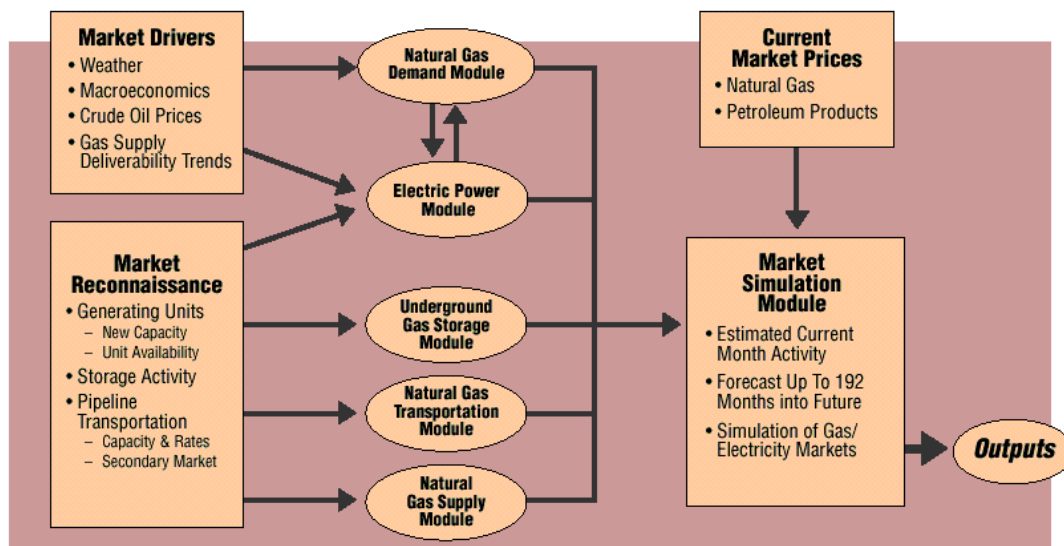 Market Drivers
• Weather
• Macroeconomics
• Crude Oil Prices
• Gas Supply
Deliverability Trends
Market
Reconnaissance
• Generating Units
– New Capacity
– Unit Availability
• Storage Activity
• Pipeline
Transportation
– Capacity & Rates
– Secondary Market
Natural Gas
Demand Module
Electric Power
Module
Underground
Gas Storage
Module
Natural Gas
Transportation
Module
Natural
Gas Supply
Module
Current
Market Prices
• Natural Gas
• Petroleum Products
Market
Simulation
Module
• Estimated Current
Month Activity
• Forecast Up To 192
Months into Future
• Simulation of Gas/
Electricity Markets
Outputs